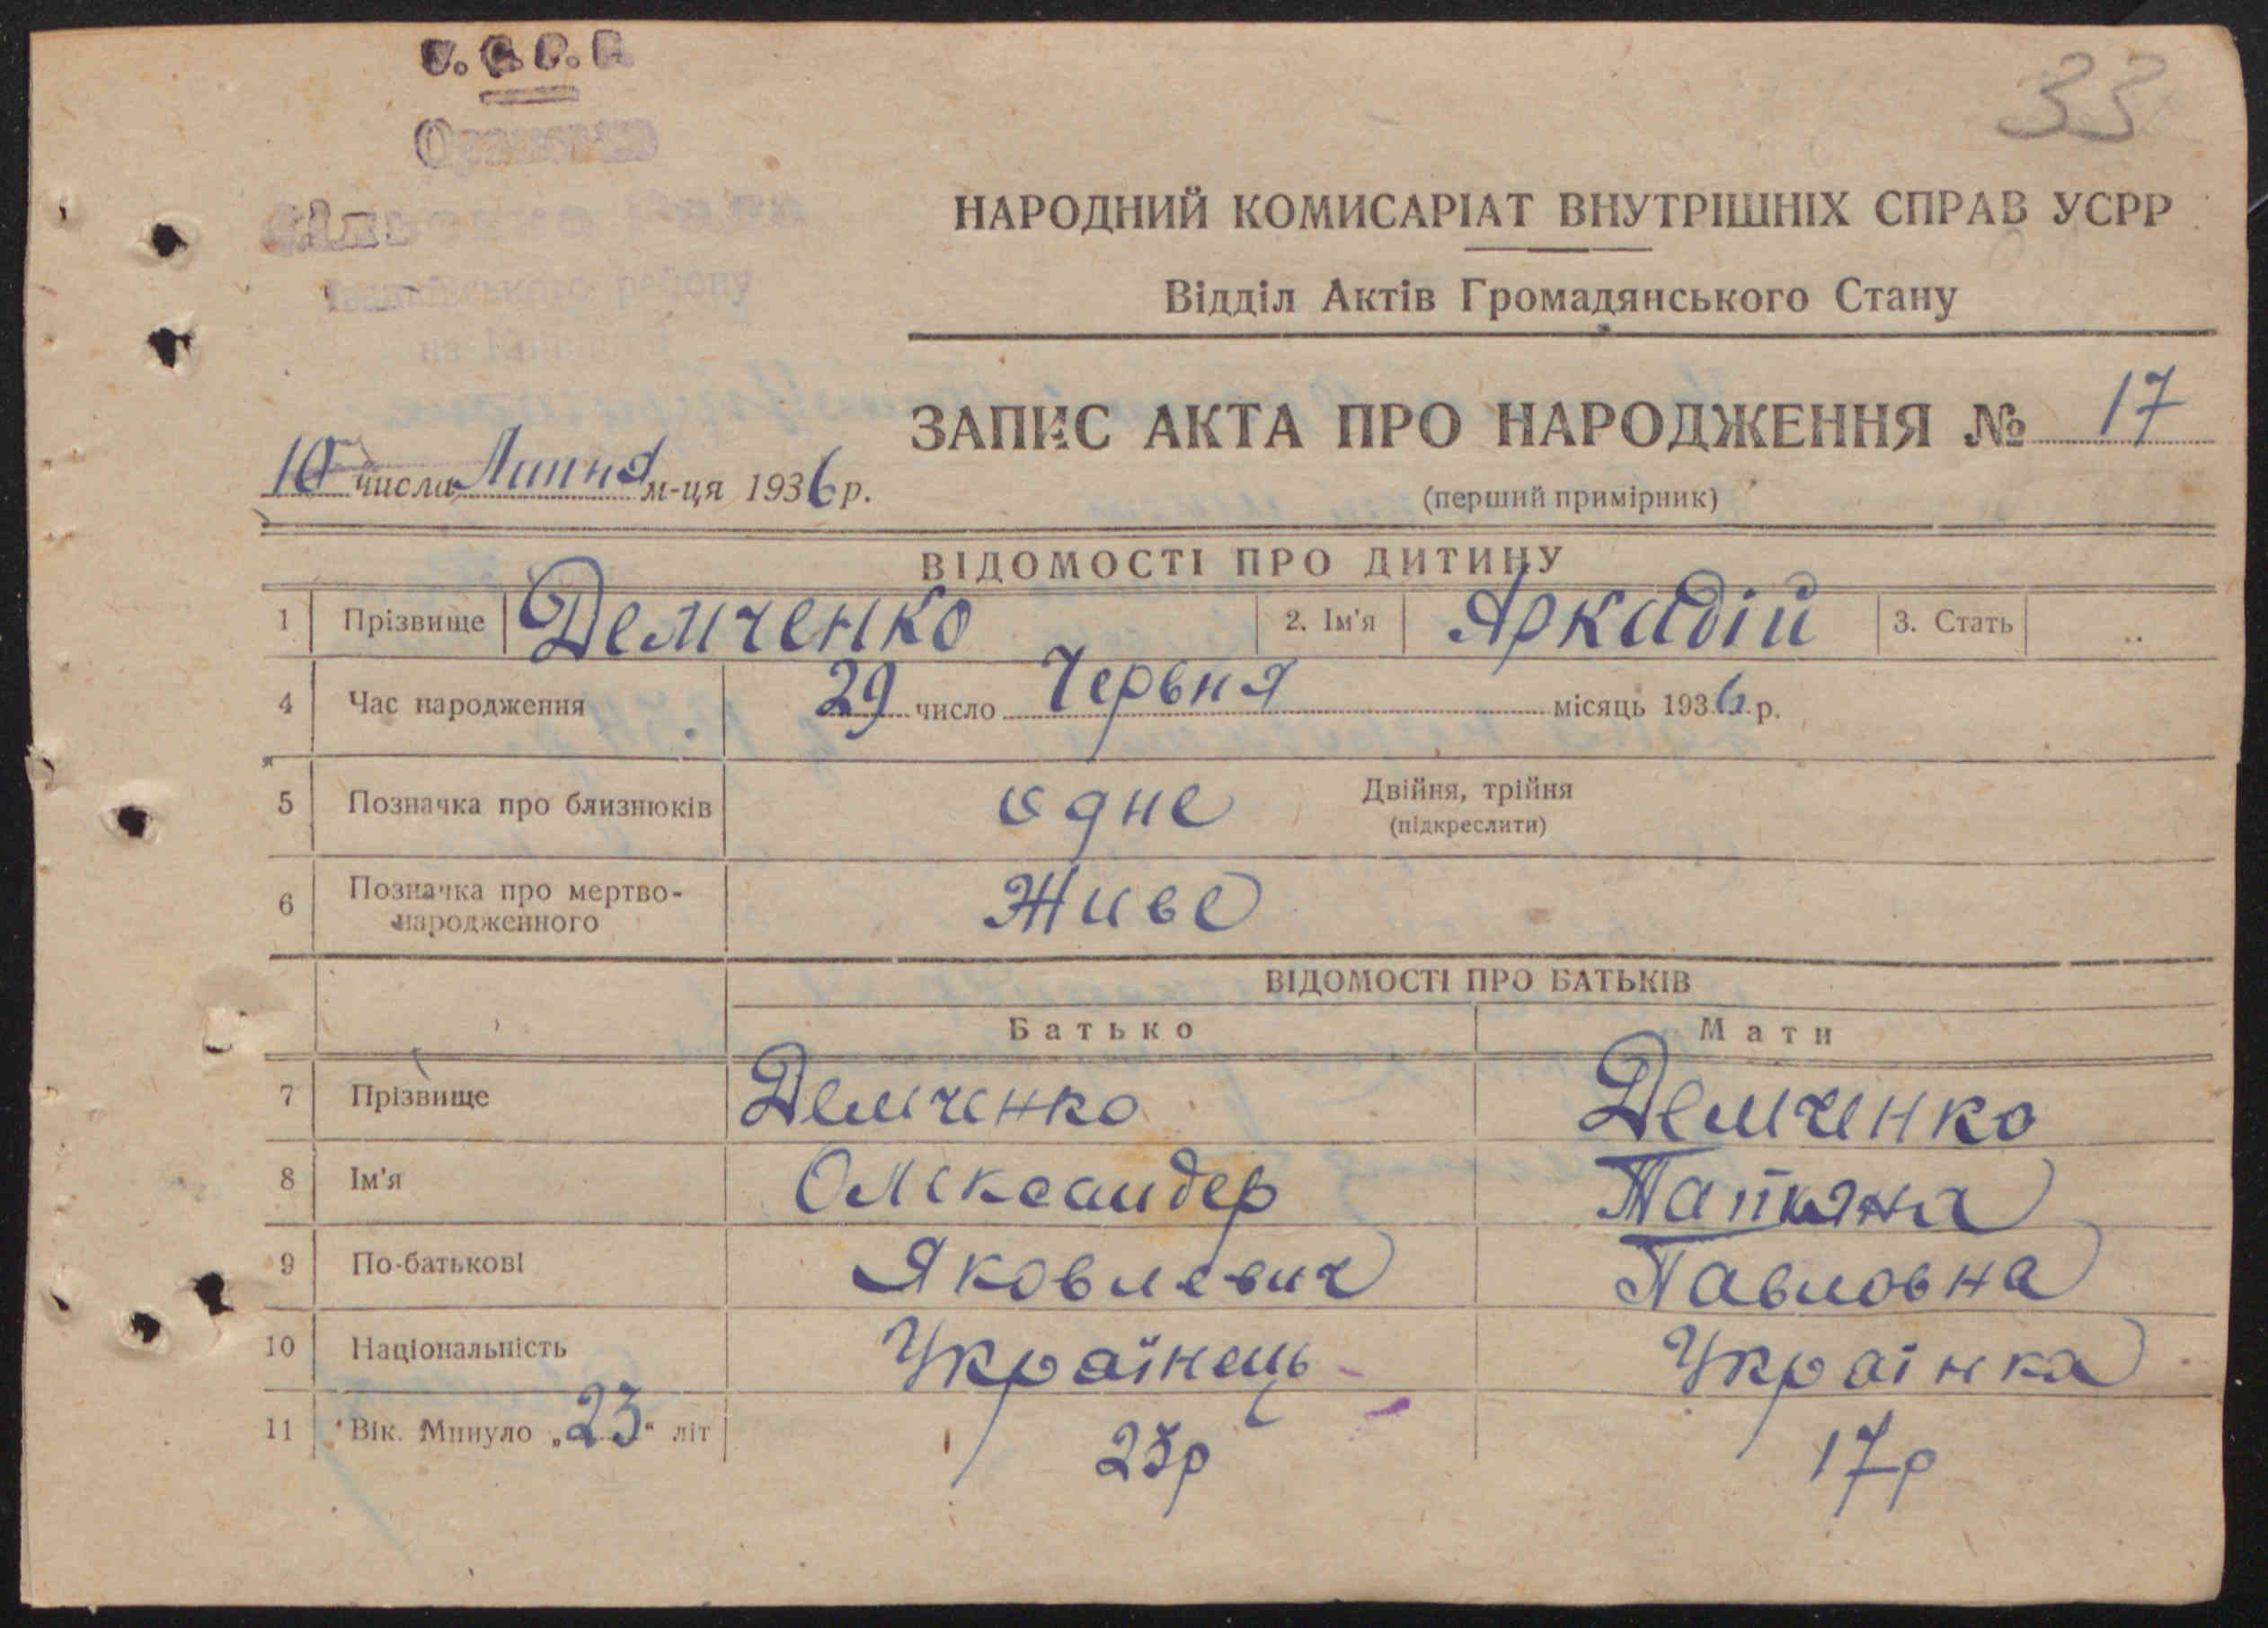 У.С.Р.Р
33
НАРОДНИЙ КОМИСАРІАТ ВНУТРІШНІХ СПРАВ УСРР
району
Відділ Актів Громадянського Стану
ЗАПИС АКТА ПРО НАРОДЖЕННЯ № 17
10 числа Липня м-ця 1936 р.
(перший примірник)
ВІДОМОСТІ ПРО ДИТИНУ
1 Прізвище Демченко 2. Ім'я Аркадій 3. Стать ..
4 Час народження 29 число Червня місяць 1936 р.
5 Позначка про близнюків одне Двійня, трійня
(підкреслити)
6 Позначка про мертво-
народженного Живе
ВІДОМОСТІ ПРО БАТЬКІВ
Батько Мати
7 Прізвище Демченко Демченко
8 Ім'я Олександер Татяна
9 По-батькові Яковлевич Павловна
10 Національність Українець Українка
11 Вік. Минуло „23“ літ 23р 17р